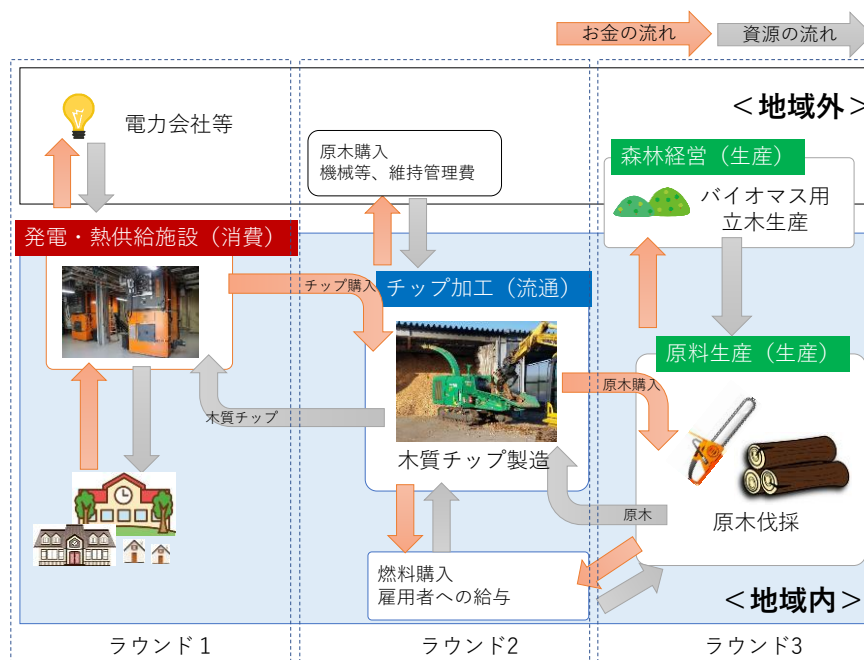 お金の流れ
資源の流れ
＜地域外＞
電力会社等
原木購入
機械等、維持管理費
森林経営（生産）
バイオマス用
立木生産
発電・熱供給施設（消費）
チップ購入
チップ加工（流通）
原料生産（生産）
原木購入
木質チップ
木質チップ製造
原木
原木伐採
燃料購入
雇用者への給与
＜地域内＞
ラウンド１
ラウンド2
ラウンド3